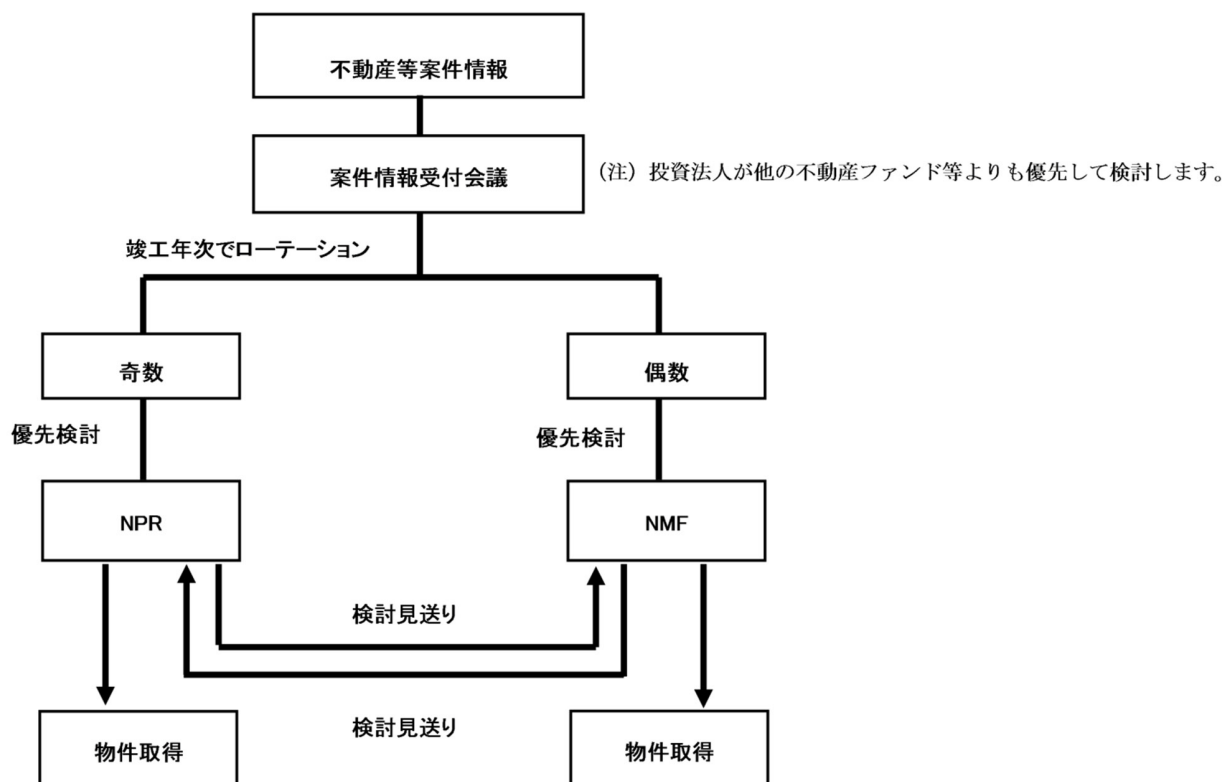 不動産等案件情報
案件情報受付会議
（注）投資法人が他の不動産ファンド等よりも優先して検討します。
竣工年次でローテーション
奇数
偶数
優先検討
優先検討
NPR
NMF
検討見送り
検討見送り
物件取得
物件取得